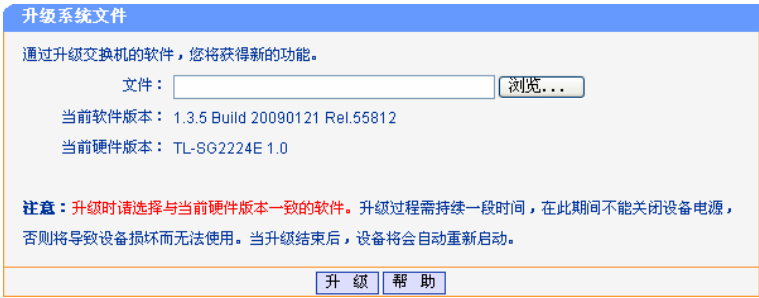 升级系统文件
通过升级交换机的软件，您将获得新的功能。
文件： 浏览...
当前软件版本： 1.3.5 Build 20090121 Rel.55812
当前硬件版本： TL-SG2224E 1.0
注意：升级时请选择与当前硬件版本一致的软件。升级过程需持续一段时间，在此期间不能关闭设备电源，
否则将导致设备损坏而无法使用。当升级结束后，设备将会自动重新启动。
升 级 帮 助